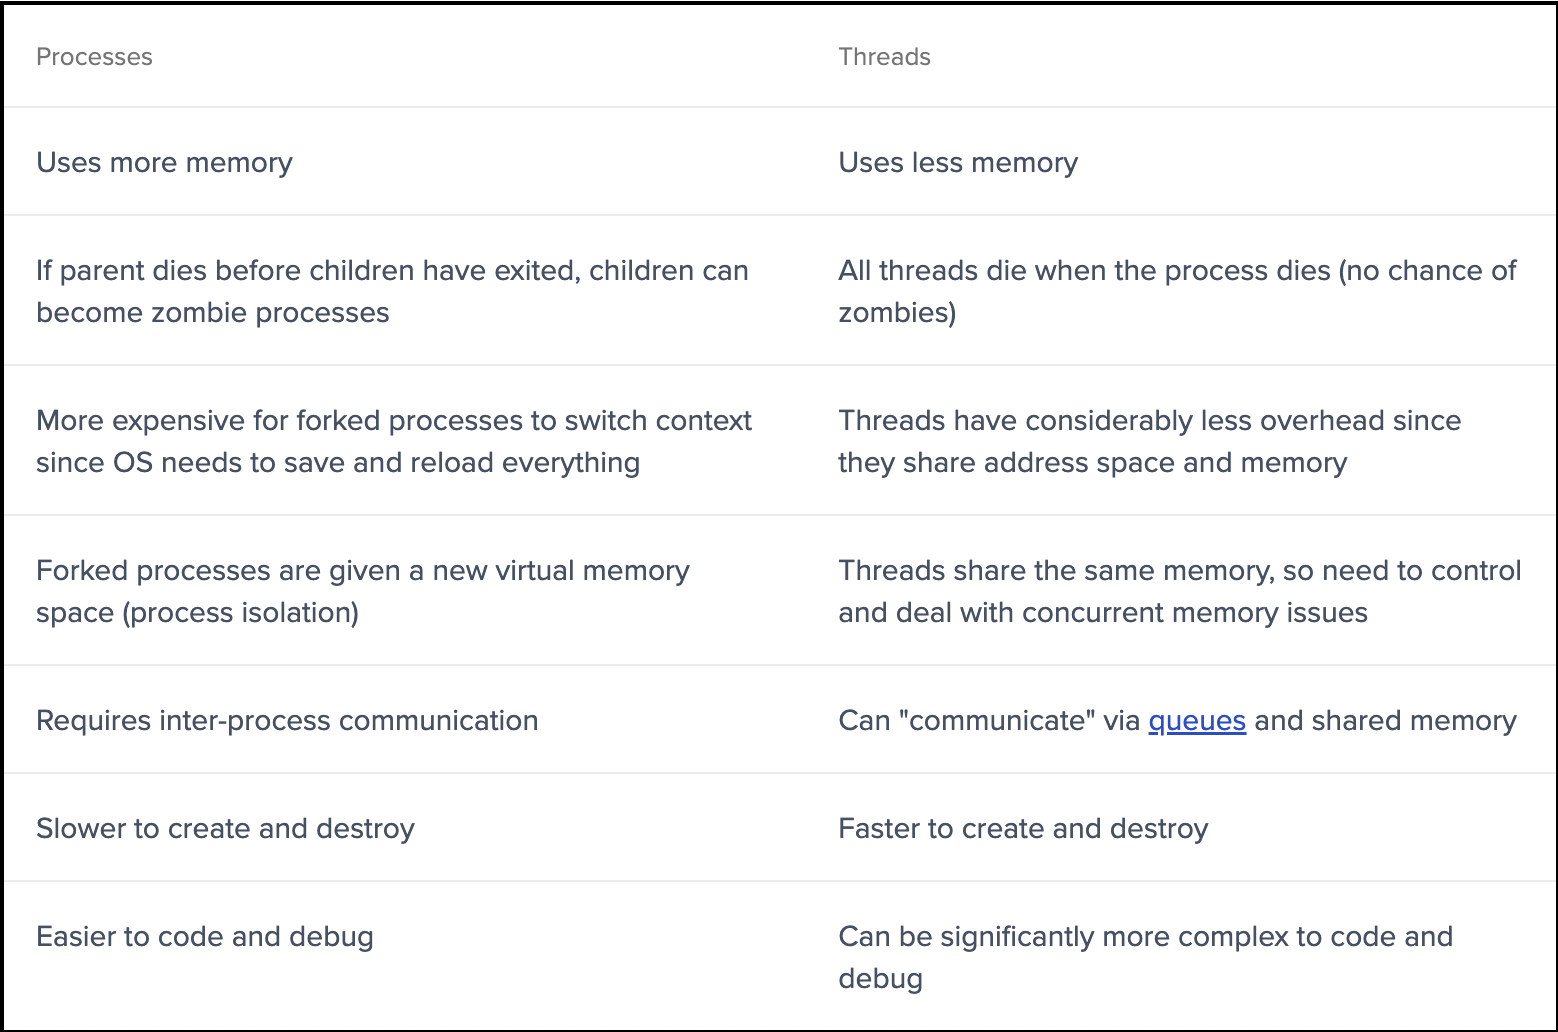 Processes
Threads
Uses more memory
Uses less memory
If parent dies before children have exited, children can
become zombie processes
All threads die when the process dies (no chance of
zombies)
More expensive for forked processes to switch context
since OS needs to save and reload everything
Threads have considerably less overhead since
they share address space and memory
Forked processes are given a new virtual memory
space (process isolation)
Threads share the same memory, so need to control
and deal with concurrent memory issues
Requires inter-process communication
Can "communicate" via queues and shared memory
Slower to create and destroy
Faster to create and destroy
Easier to code and debug
Can be significantly more complex to code and
debug